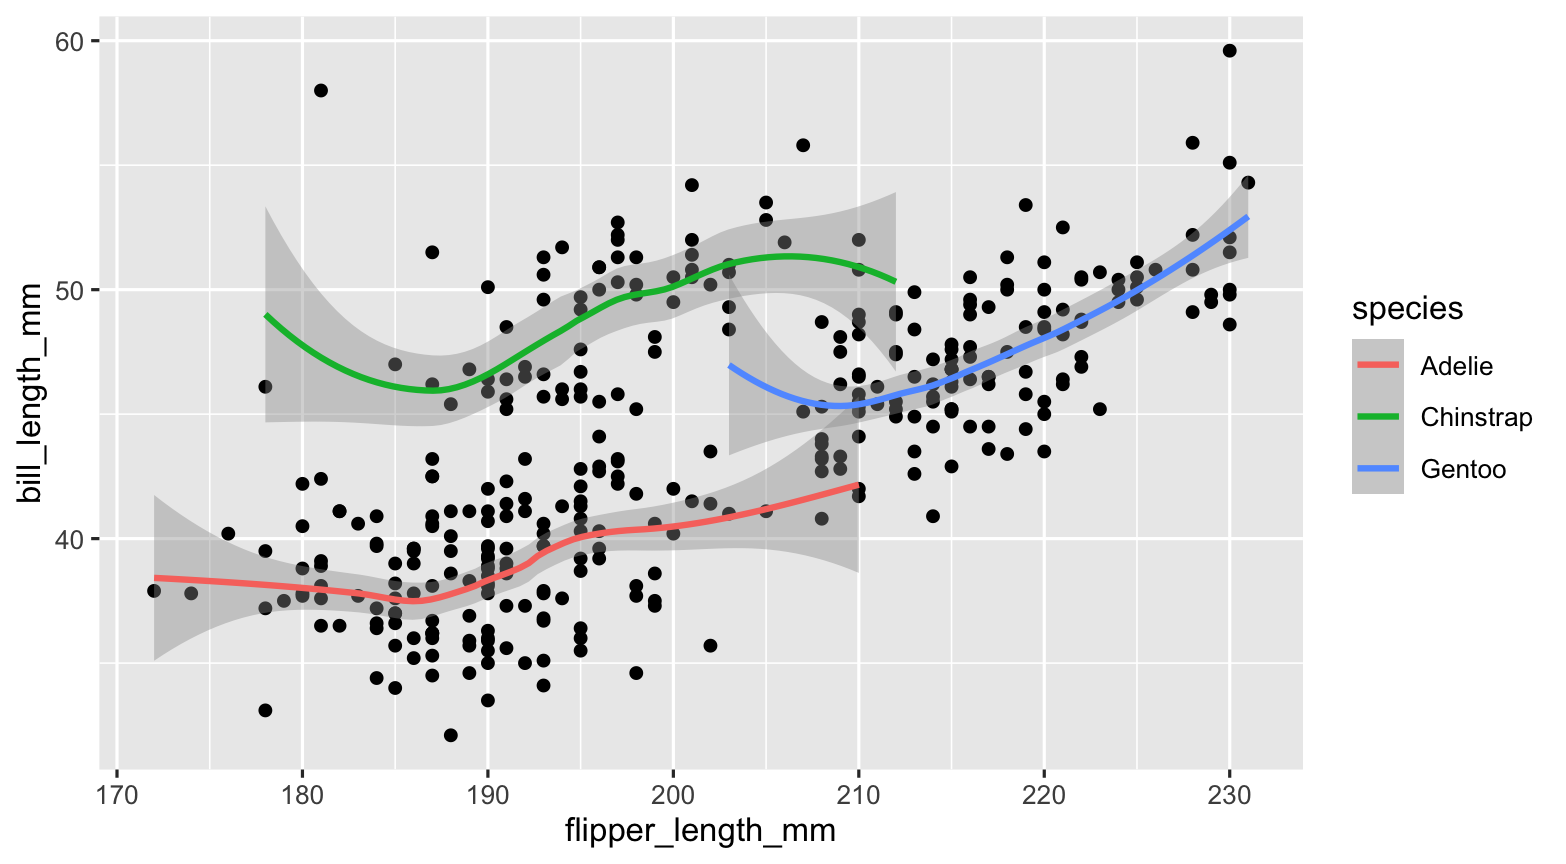 60
50
40
bill_length_mm
170 180 190 200 210 220 230
flipper_length_mm
species
Adelie
Chinstrap
Gentoo